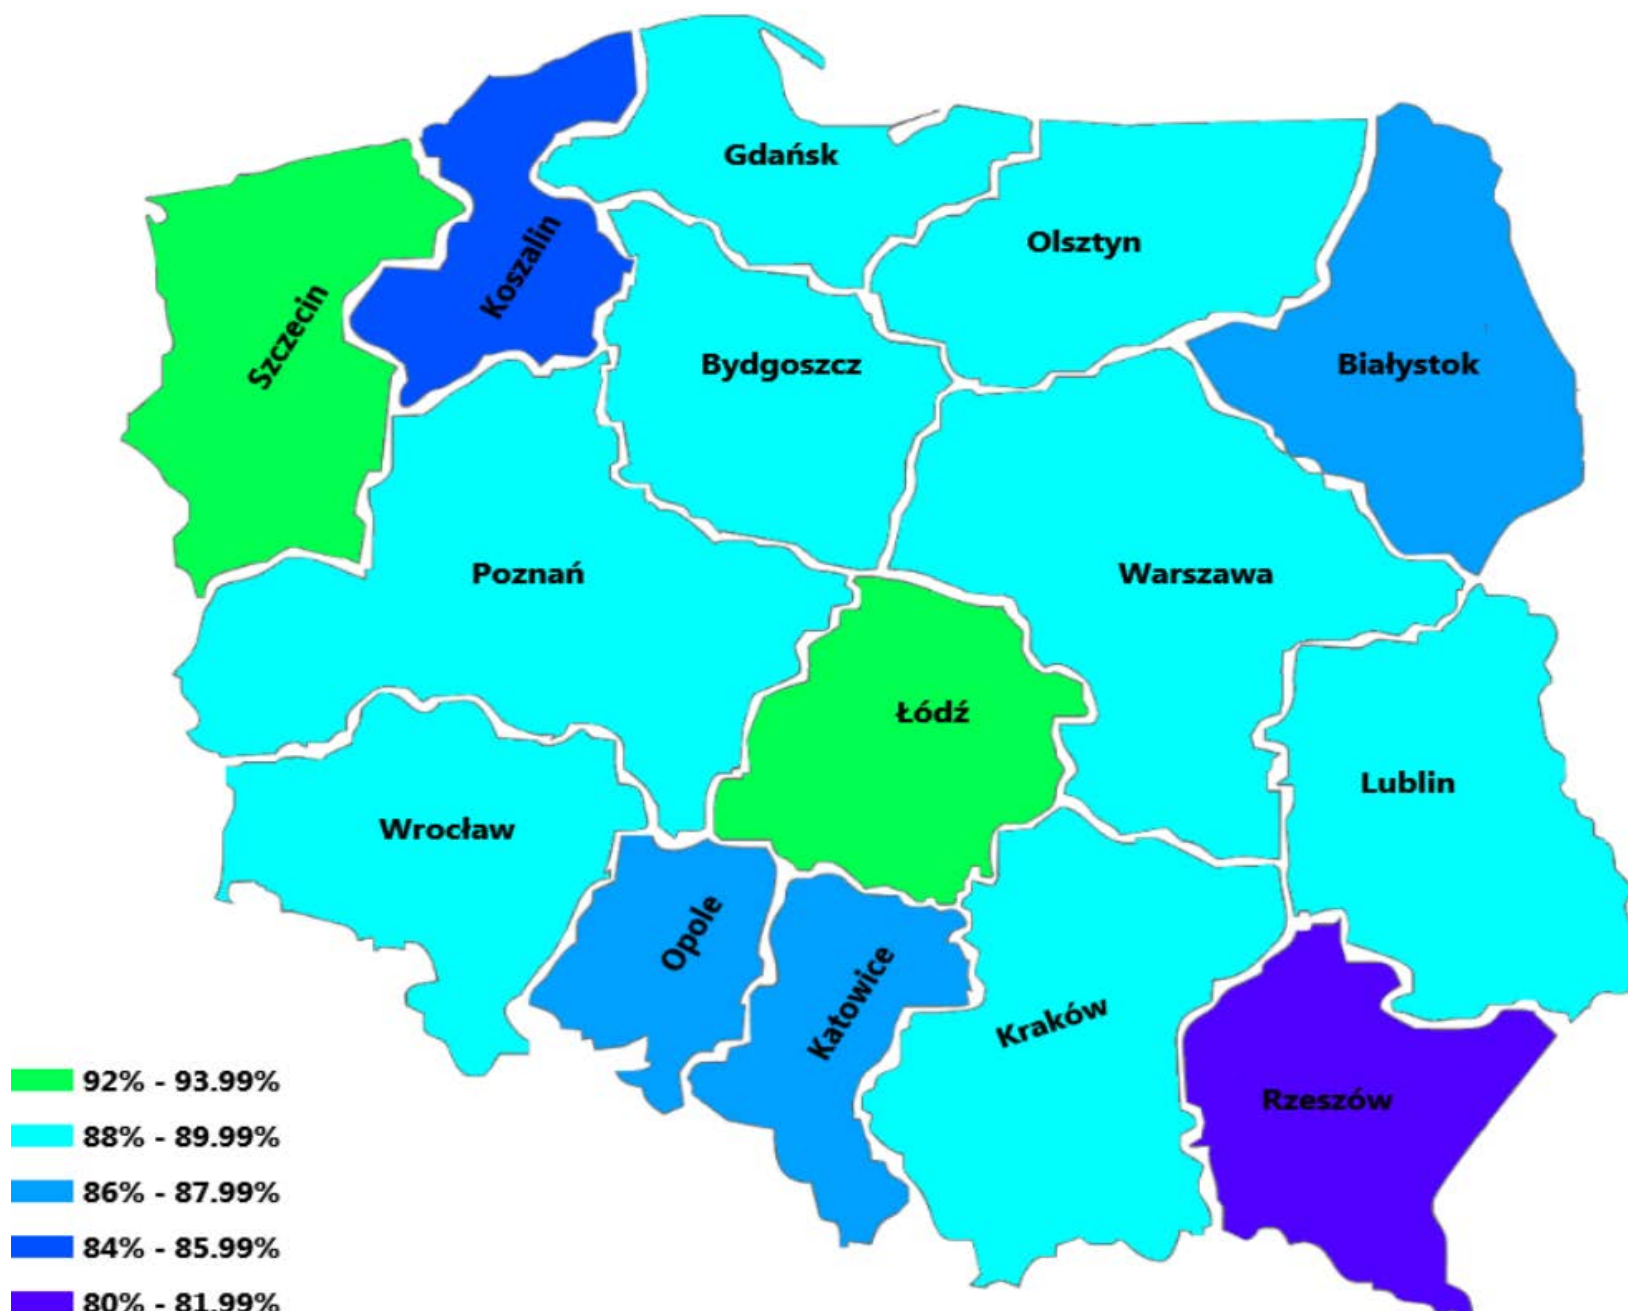 Gdańsk
Olsztyn
Koszalin
Szczecin
Bydgoszcz
Białystok
Poznań
Warszawa
Łódź
Lublin
Wrocław
Opole
Katowice
Kraków
Rzeszów
92% - 93.99%
88% - 89.99%
86% - 87.99%
84% - 85.99%
80% - 81.99%